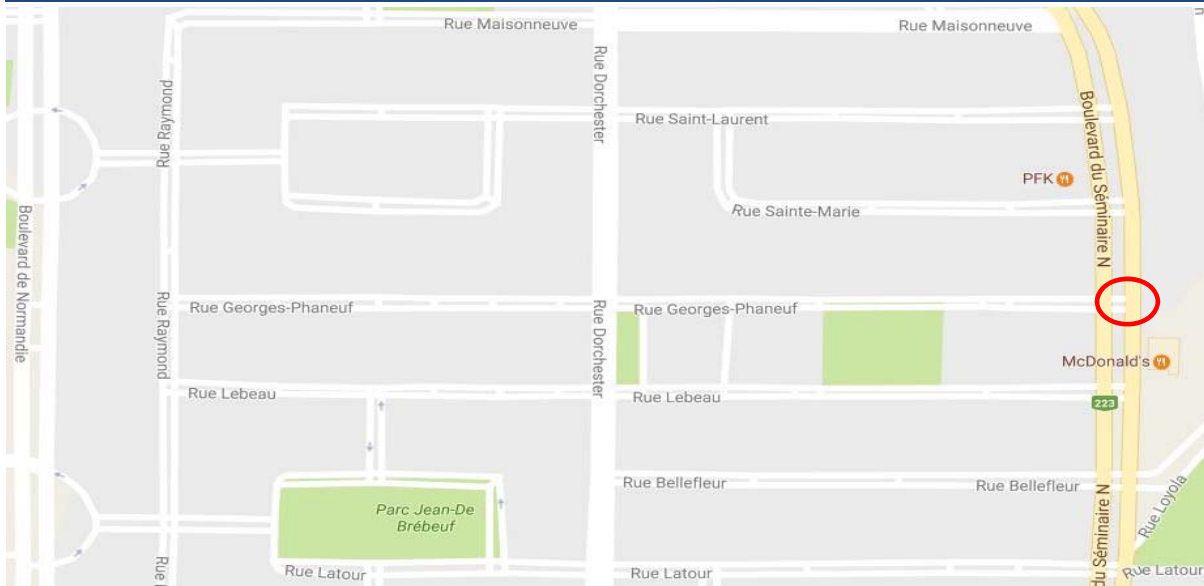 Rue Maisonneuve
Rue Maisonneuve
Rue Raymond
Rue Dorchester
Boulevard du Séminaire N
Rue Saint-Laurent
PFK
Rue Sainte-Marie
Boulevard de Normandie
Rue Raymond
Rue Georges-Phaneuf
Rue Dorchester
Rue Georges-Phaneuf
McDonald's
Rue Lebeau
Rue Lebeau
223
Rue Bellefleur
Rue Bellefleur
Parc Jean-De
Brébeuf
du Séminaire N
Rue Loyola
Rue
Rue Latour
Rue Latour
Rue Latour